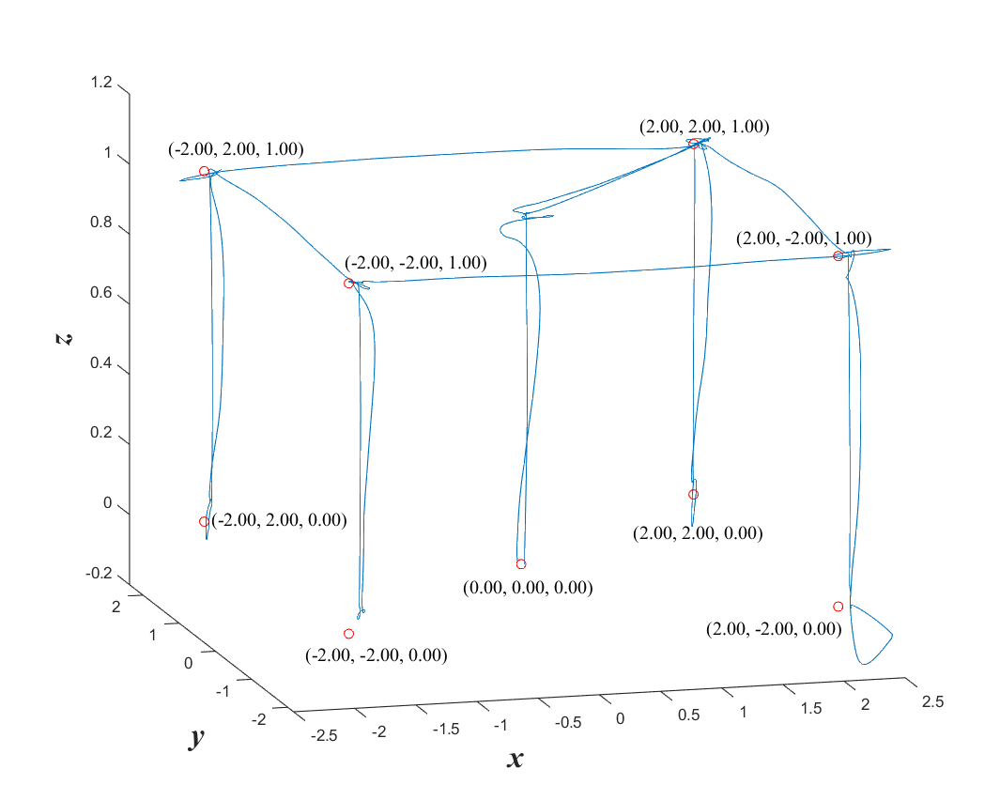 1.2
(2.00, 2.00, 1.00)
(-2.00, 2.00, 1.00)
1
0.8
(2.00, -2.00, 1.00)
(-2.00, -2.00, 1.00)
0.6
z
0.4
0.2
0
(-2.00, 2.00, 0.00)
(2.00, 2.00, 0.00)
-0.2
(0.00, 0.00, 0.00)
2
1
(2.00, -2.00, 0.00)
(-2.00, -2.00, 0.00)
0
-1
-2
y
-2.5
-2
-1.5
-1
-0.5
0
0.5
1
1.5
2
2.5
x